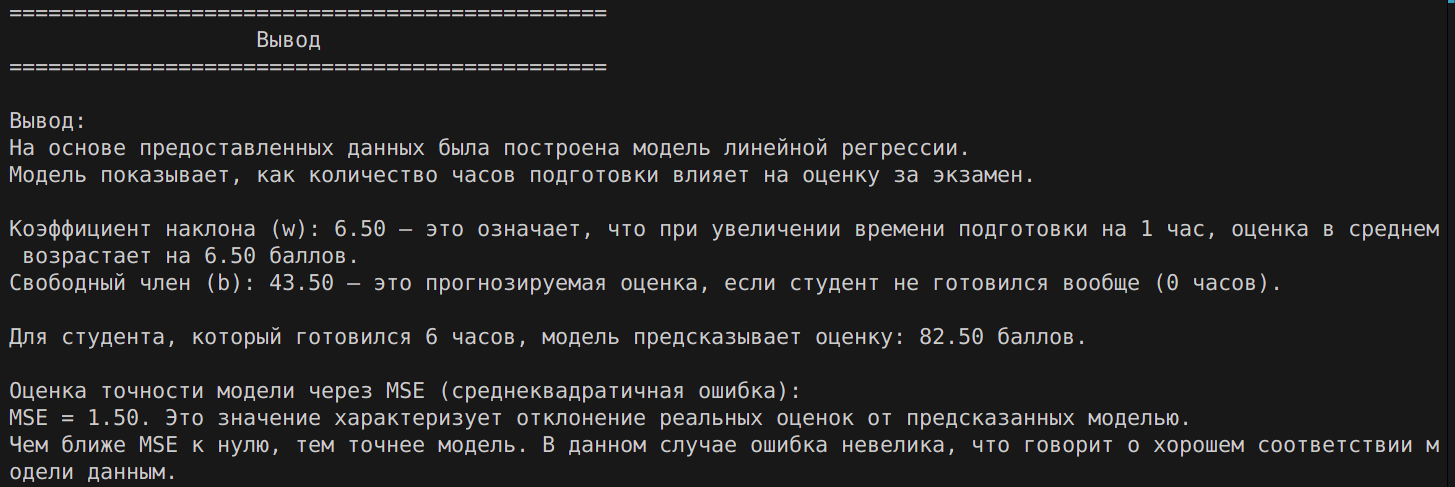 ==============================================
Вывод
==============================================
Вывод:
На основе предоставленных данных была построена модель линейной регрессии.
Модель показывает, как количество часов подготовки влияет на оценку за экзамен.
Коэффициент наклона (w): 6.50 — это означает, что при увеличении времени подготовки на 1 час, оценка в среднем
возрастает на 6.50 баллов.
Свободный член (b): 43.50 — это прогнозируемая оценка, если студент не готовился вообще (0 часов).
Для студента, который готовился 6 часов, модель предсказывает оценку: 82.50 баллов.
Оценка точности модели через MSE (среднеквадратичная ошибка):
MSE = 1.50. Это значение характеризует отклонение реальных оценок от предсказанных моделью.
Чем ближе MSE к нулю, тем точнее модель. В данном случае ошибка невелика, что говорит о хорошем соответствии м
одели данным.